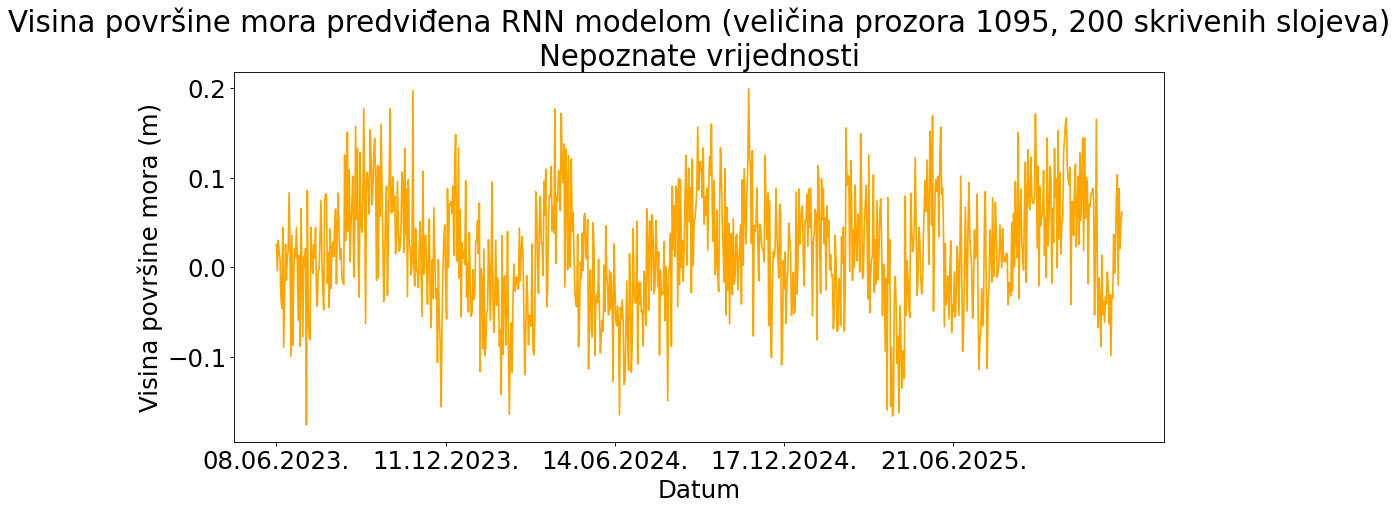 Visina površine mora predviđena RNN modelom (veličina prozora 1095, 200 skrivenih slojeva)
Nepoznate vrijednosti
Visina površine mora (m)
0.2
0.1
0.0
−0.1
08.06.2023. 11.12.2023. 14.06.2024. 17.12.2024. 21.06.2025.
Datum